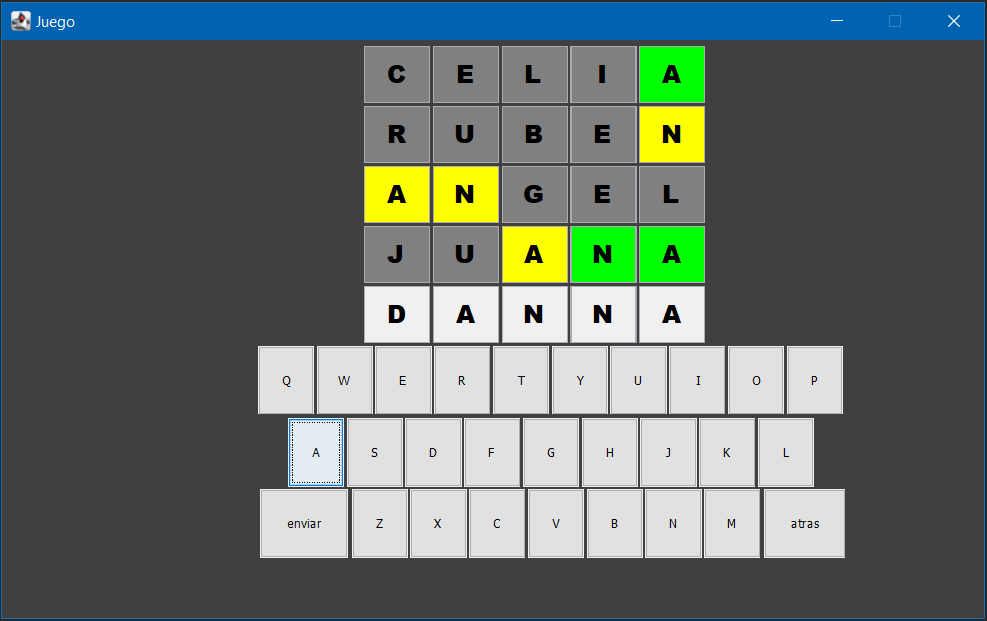 Juego
C E L I A
R U B E N
A N G E L
J U A N A
D A N N A
Q W E R T Y U I O P
A S D F G H J K L
enviar Z X C V B N M atras